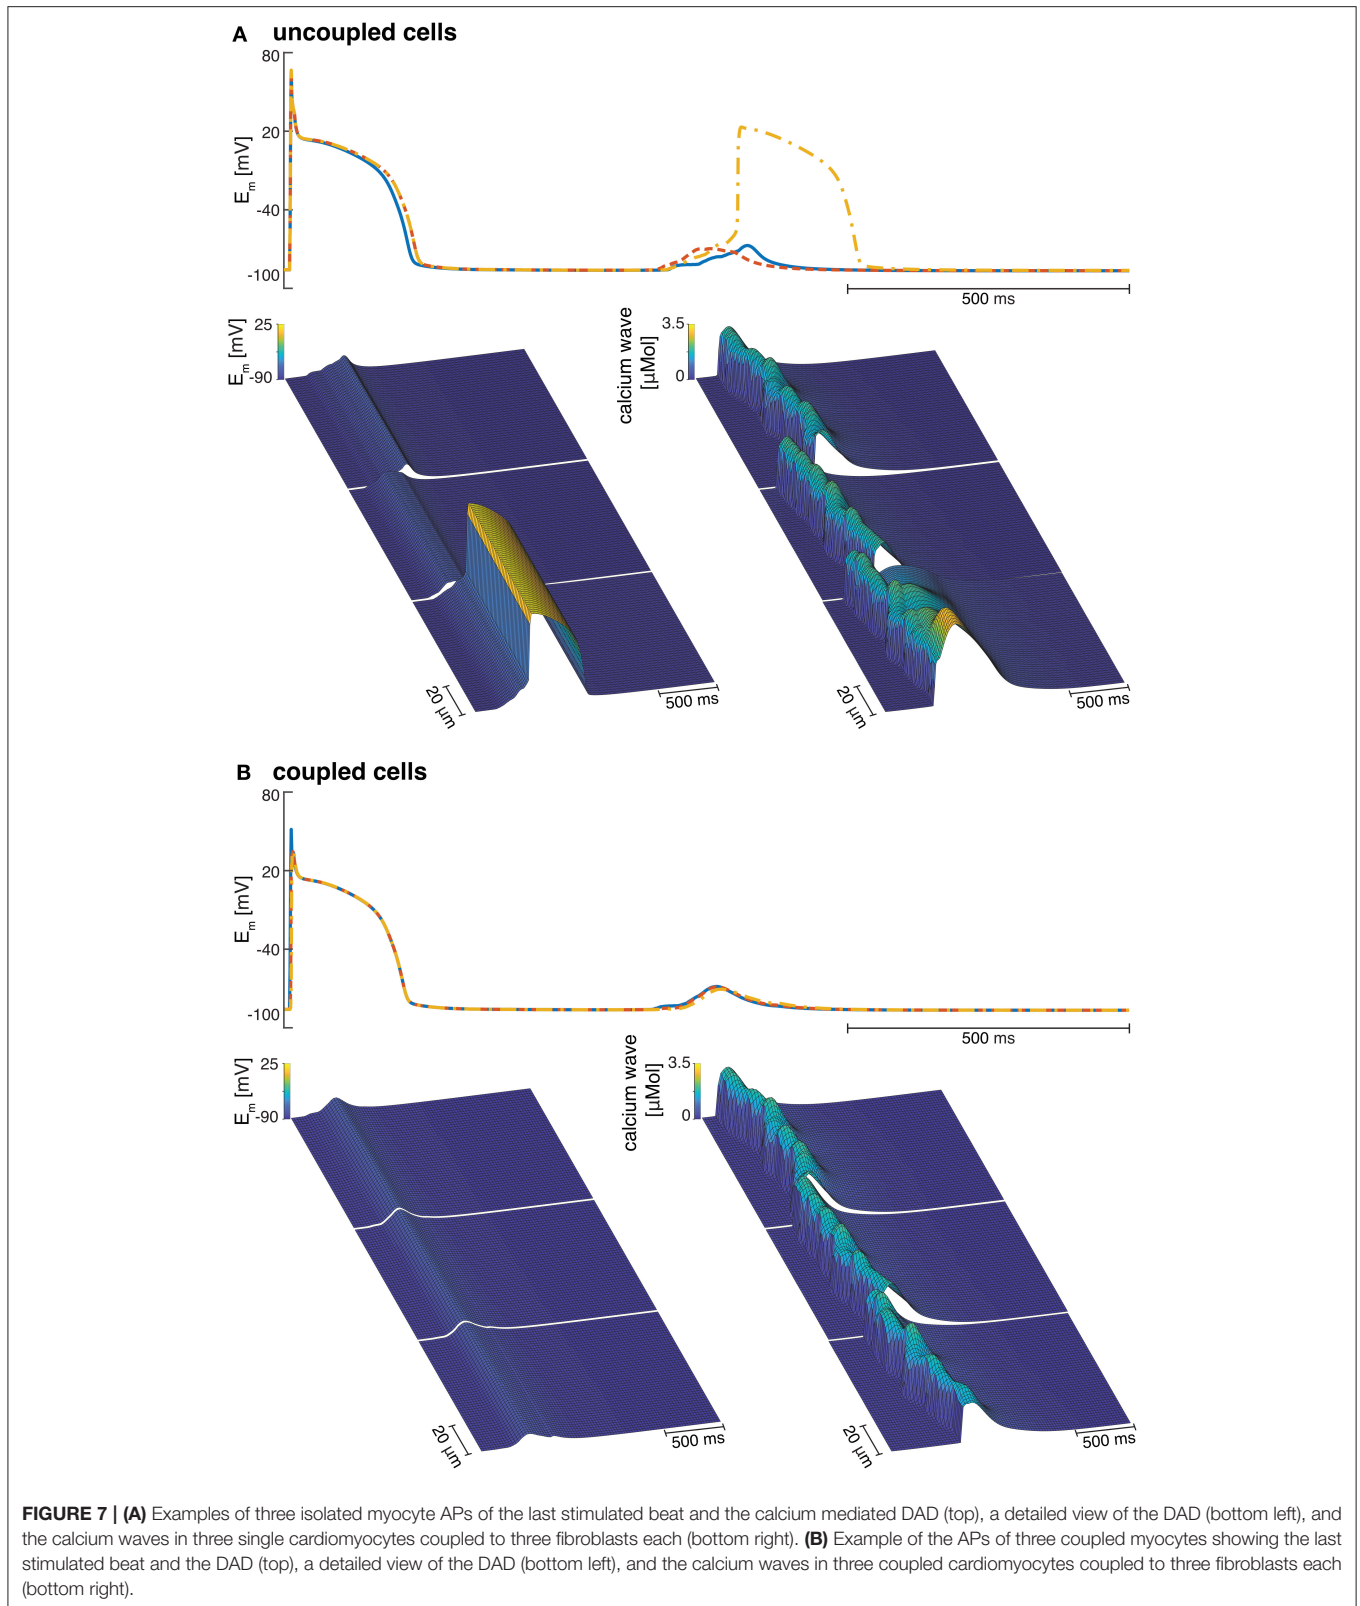 A uncoupled cells
80
20
-40
-100
E_m [mV]
500 ms
25
-90
E_m [mV]
20 µm
500 ms
calcium wave
[µMol]
3.5
0
20 µm
500 ms
B coupled cells
80
20
-40
-100
E_m [mV]
500 ms
25
-90
E_m [mV]
20 µm
500 ms
calcium wave
[µMol]
3.5
0
20 µm
500 ms
FIGURE 7 | (A) Examples of three isolated myocyte APs of the last stimulated beat and the calcium mediated DAD (top), a detailed view of the DAD (bottom left), and
the calcium waves in three single cardiomyocytes coupled to three fibroblasts each (bottom right). (B) Example of the APs of three coupled myocytes showing the last
stimulated beat and the DAD (top), a detailed view of the DAD (bottom left), and the calcium waves in three coupled cardiomyocytes coupled to three fibroblasts each
(bottom right).